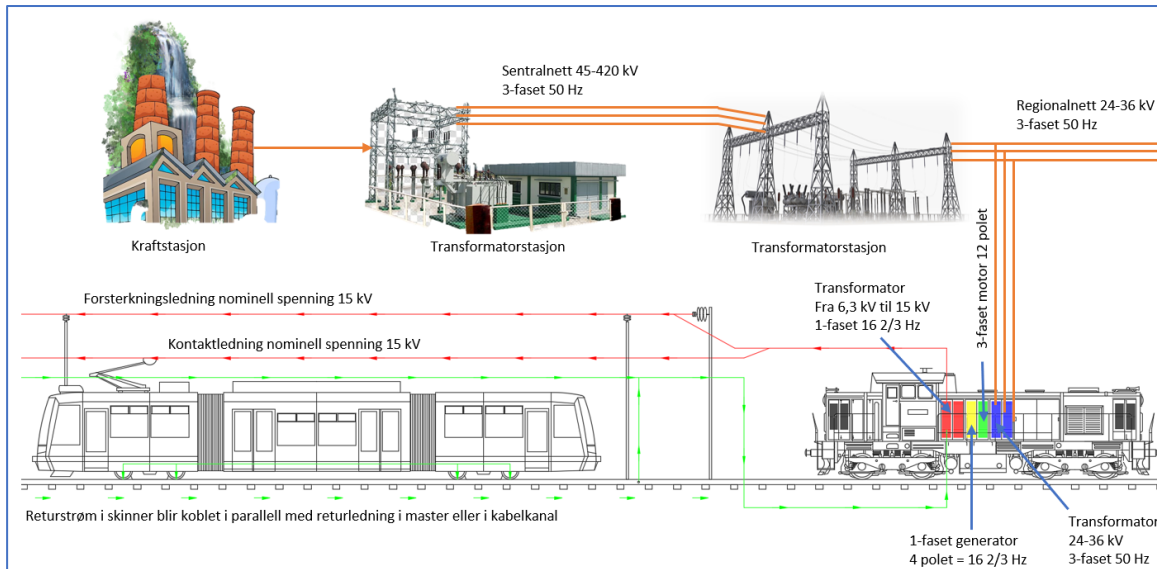 Sentralnett 45-420 kV
3-faset 50 Hz
Regionalnett 24-36 kV
3-faset 50 Hz
Kraftstasjon
Transformatorstasjon
Transformatorstasjon
3-faset motor 12 polet
Forsterkningsledning nominell spenning 15 kV
Transformator
Fra 6,3 kV til 15 kV
1-faset 16 2/3 Hz
Kontaktledning nominell spenning 15 kV
Returstrøm i skinner blir koblet i parallell med returledning i master eller i kabelkanal
1-faset generator
4 polet = 16 2/3 Hz
Transformator
24-36 kV
3-faset 50 Hz